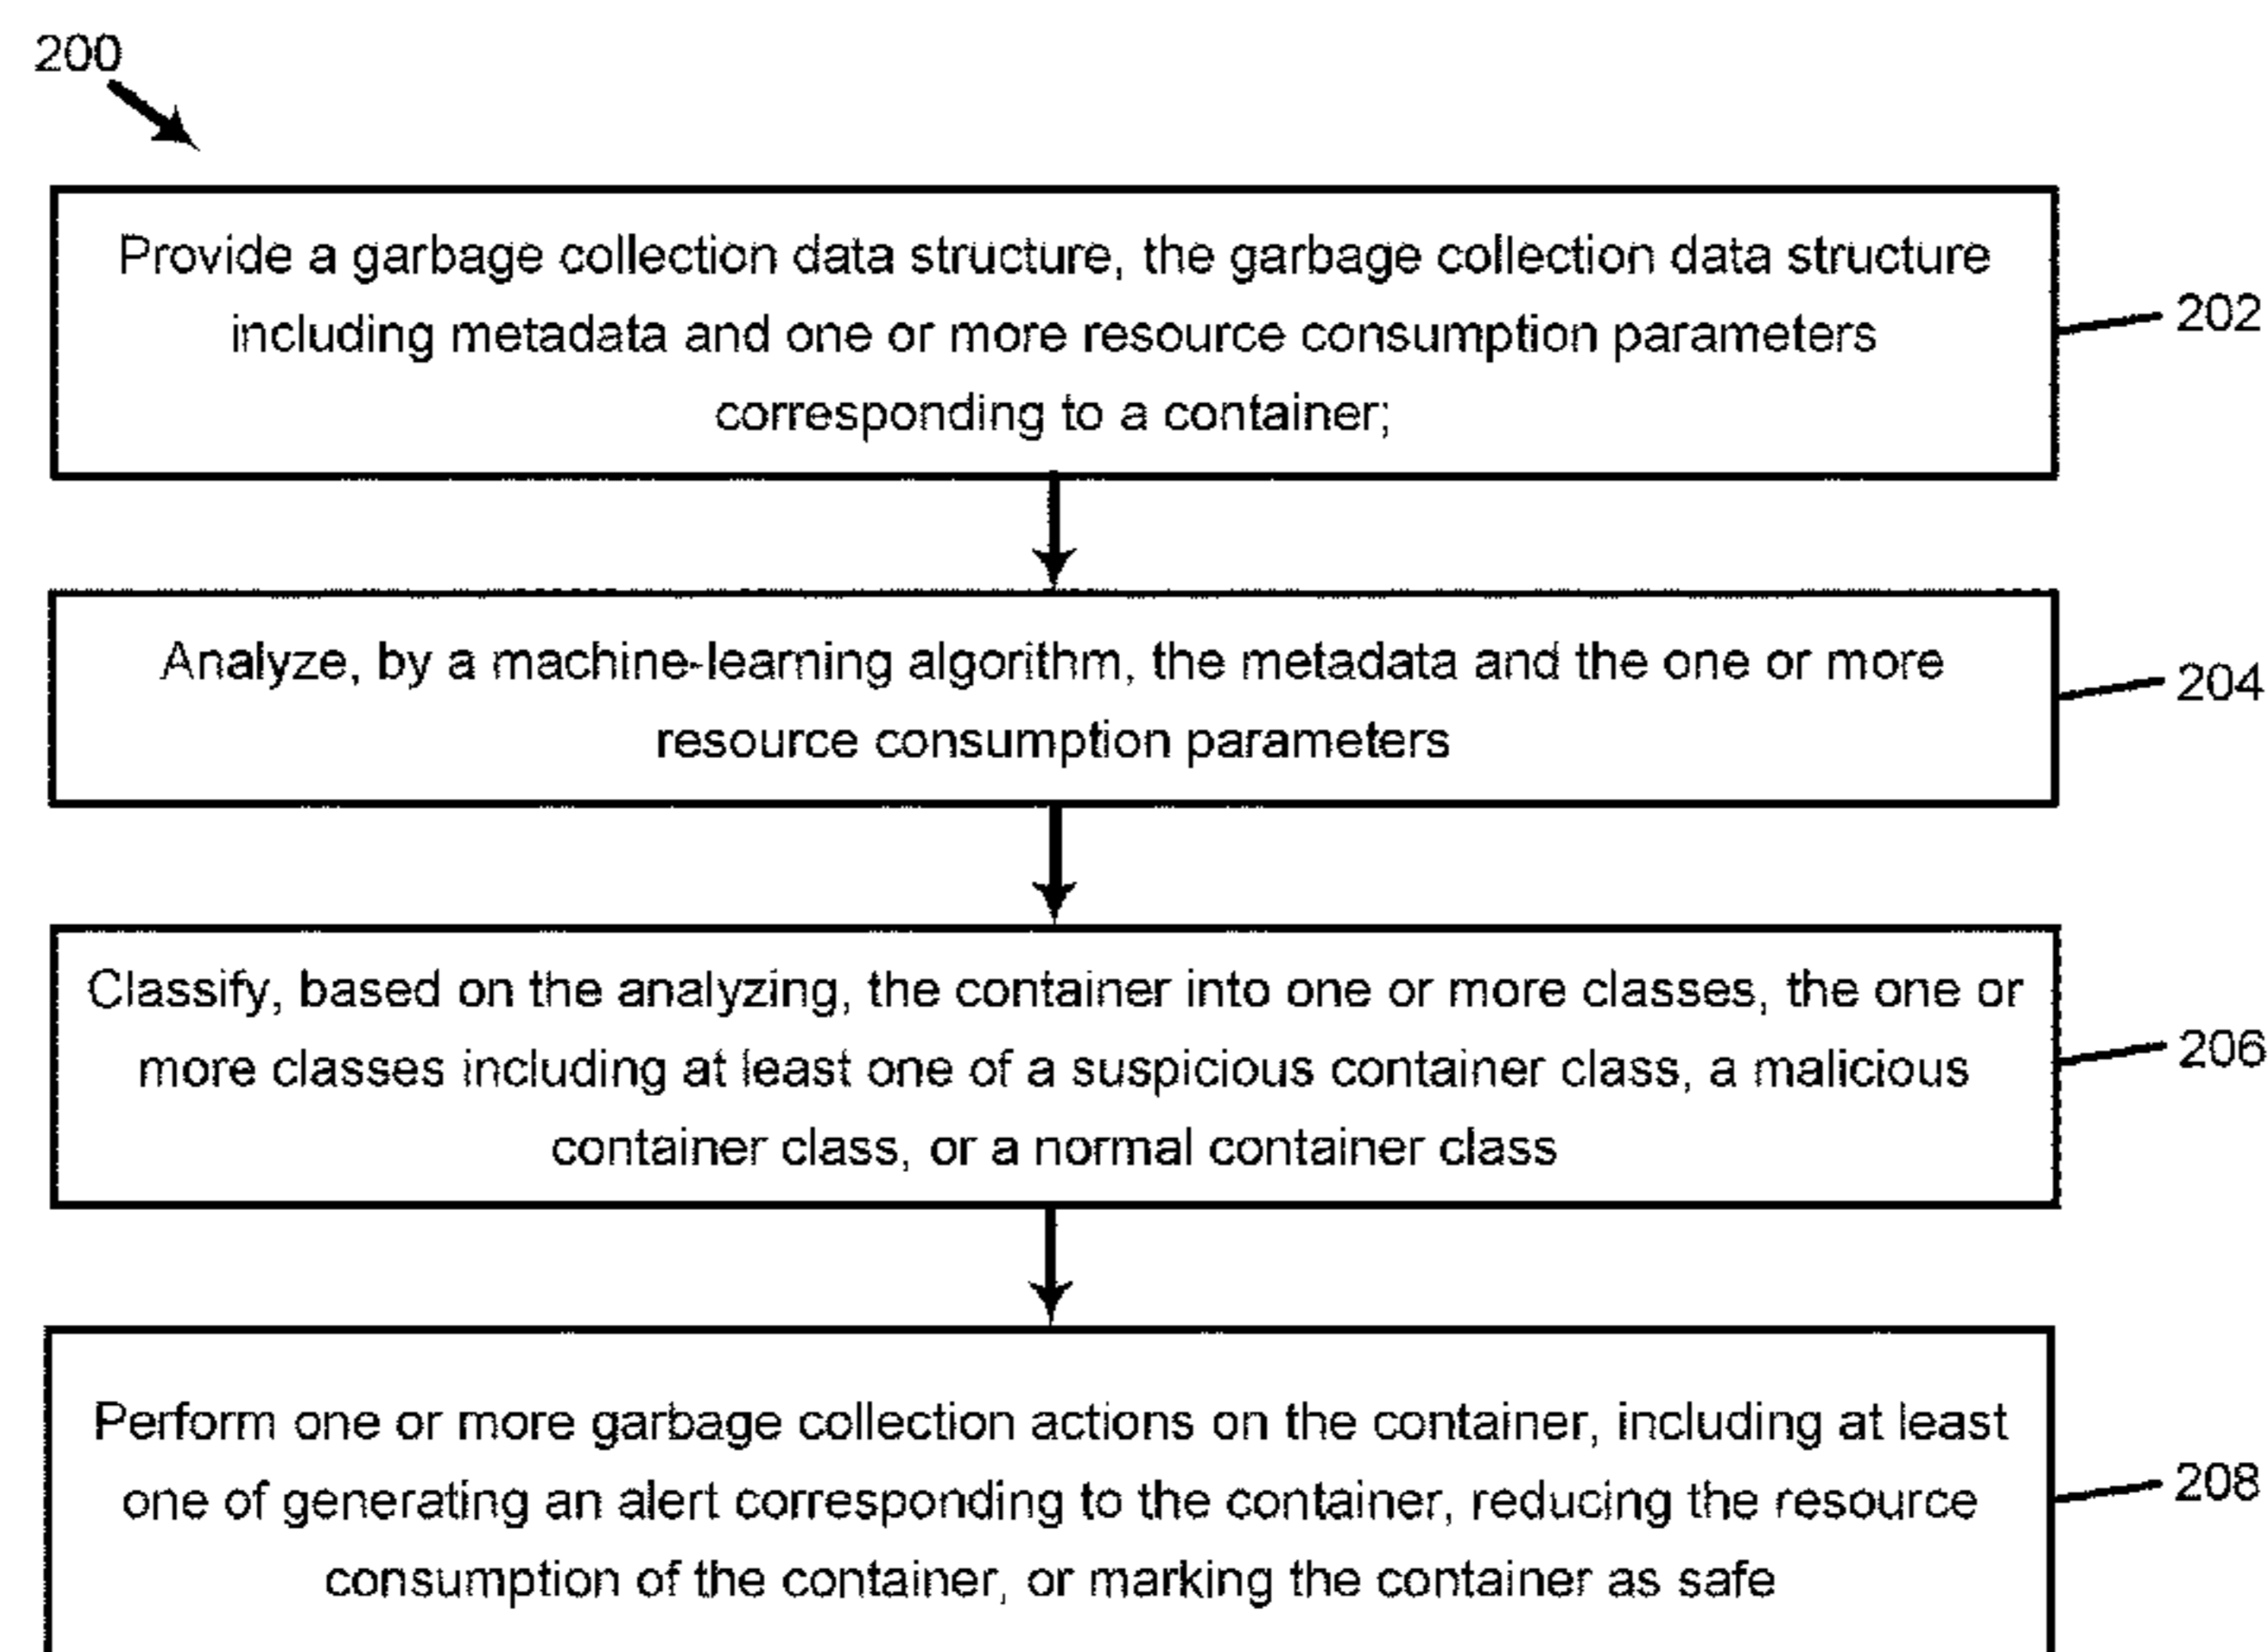 200
Provide a garbage collection data structure, the garbage collection data structure
including metadata and one or more resource consumption parameters
corresponding to a container;
202
Analyze, by a machine-learning algorithm, the metadata and the one or more
resource consumption parameters
204
Classify, based on the analyzing, the container into one or more classes, the one or
more classes including at least one of a suspicious container class, a malicious
container class, or a normal container class
206
Perform one or more garbage collection actions on the container, including at least
one of generating an alert corresponding to the container, reducing the resource
consumption of the container, or marking the container as safe
208